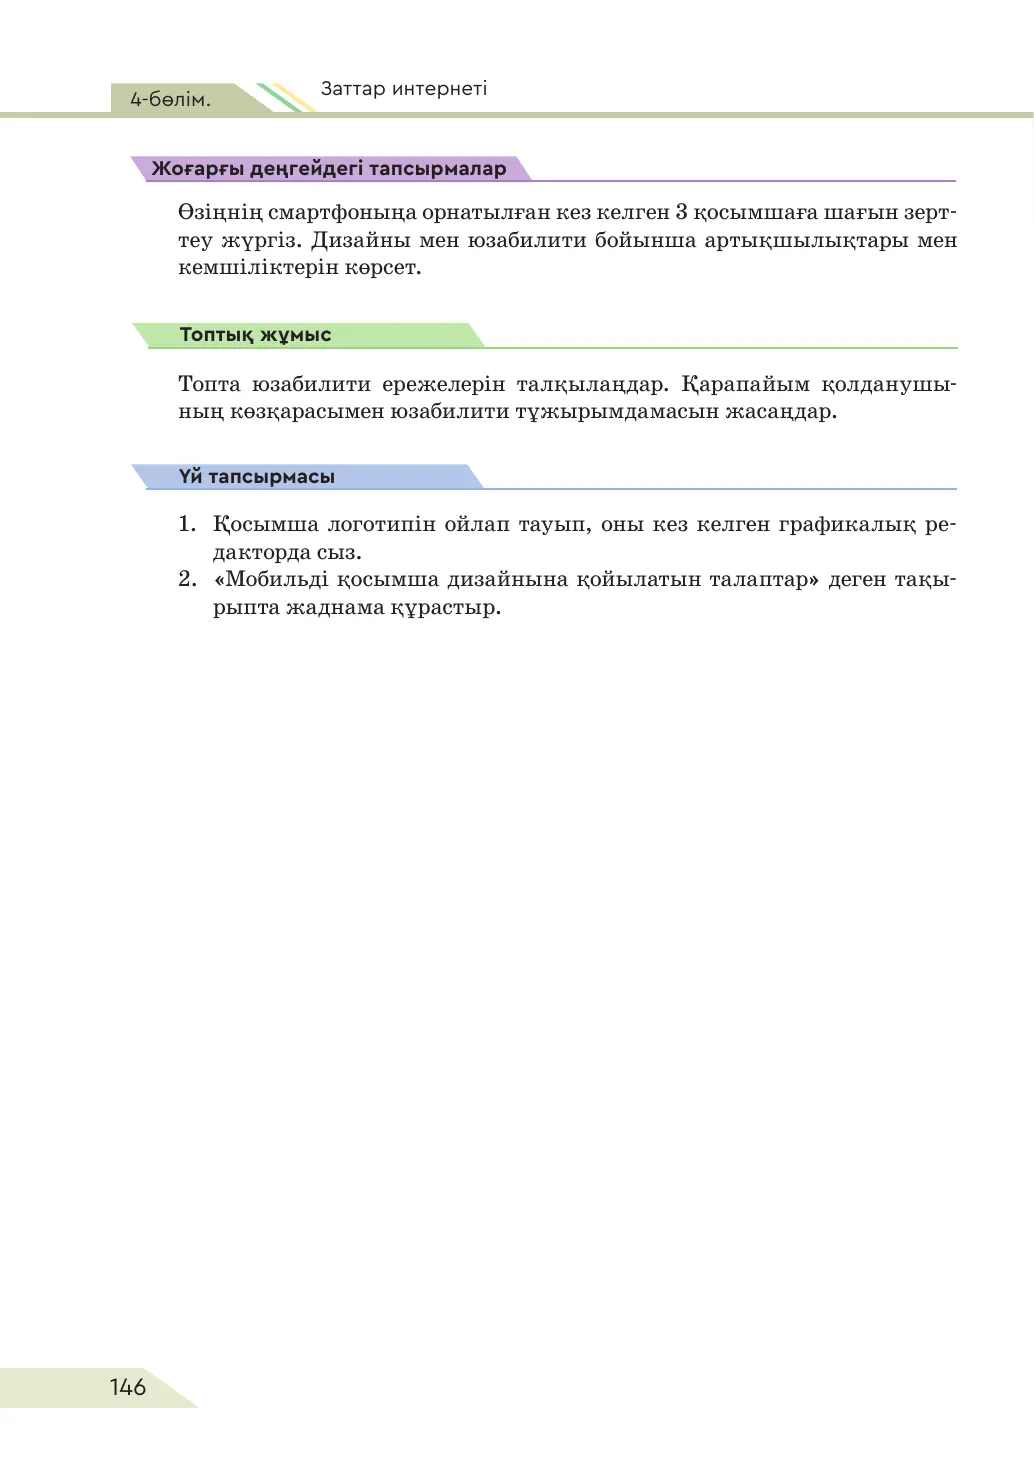 4-бөлім.
Заттар интернеті
Жоғарғы деңгейдегі тапсырмалар
Өзіңнің смартфоныңа орнатылған кез келген 3 қосымшаға шағын зерт-
теу жүргіз. Дизайны мен юзабилити бойынша артықшылықтары мен
кемшіліктерін көрсет.
Топтық жұмыс
Топта юзабилити ережелерін талқылаңдар. Қарапайым қолданушы-
ның көзқарасымен юзабилити тұжырымдамасын жасаңдар.
Үй тапсырмасы
1. Қосымша логотипін ойлап тауып, оны кез келген графикалық ре-
дакторда сыз.
2. «Мобильді қосымша дизайнына қойылатын талаптар» деген тақы-
рыпта жаднама құрастыр.
146